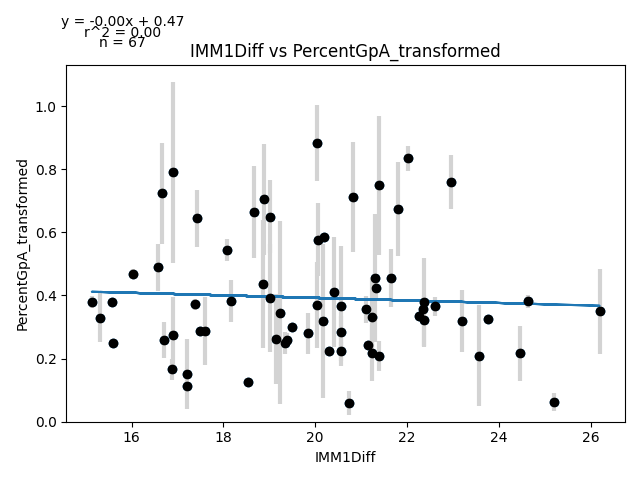 y = -0.00x + 0.47
r^2 = 0.00
n = 67
IMM1Diff vs PercentGpA_transformed
1.0
0.8
0.6
0.4
0.2
0.0
PercentGpA_transformed
16 18 20 22 24 26
IMM1Diff